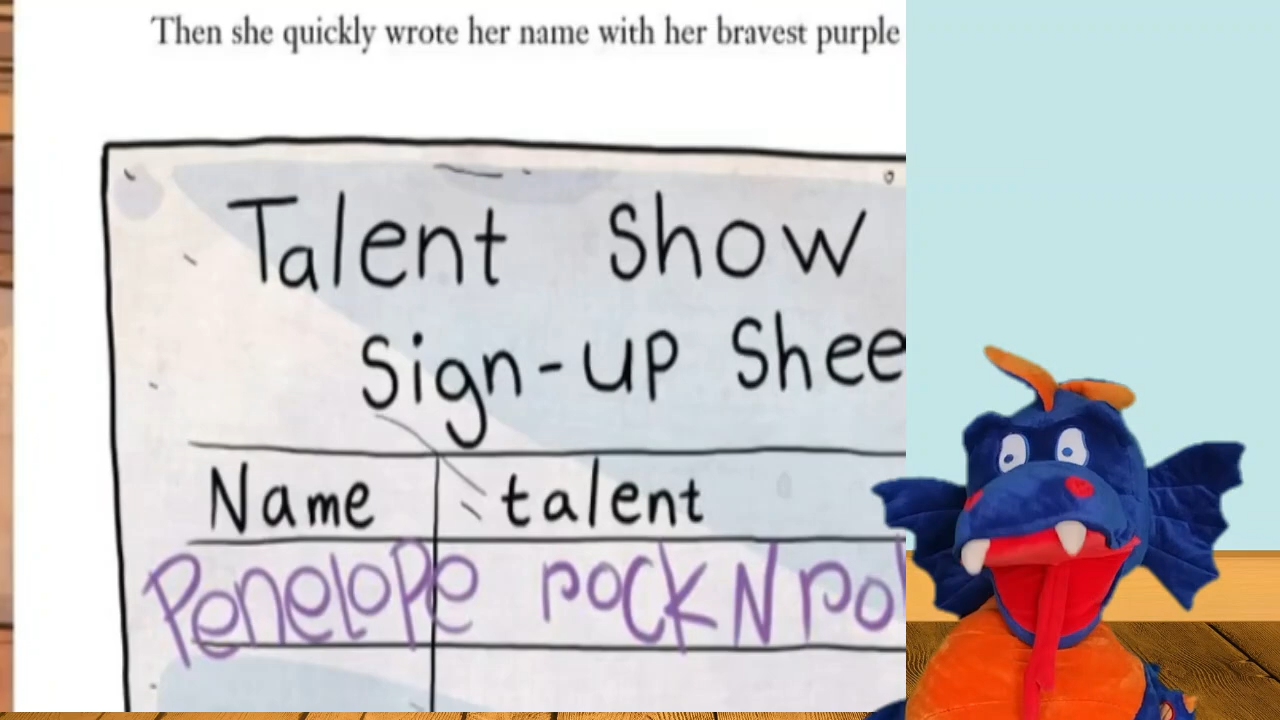 Then she quickly wrote her name with her bravest purple
Talent Show
Sign-up Shee
Name talent
Penelope rock N rol